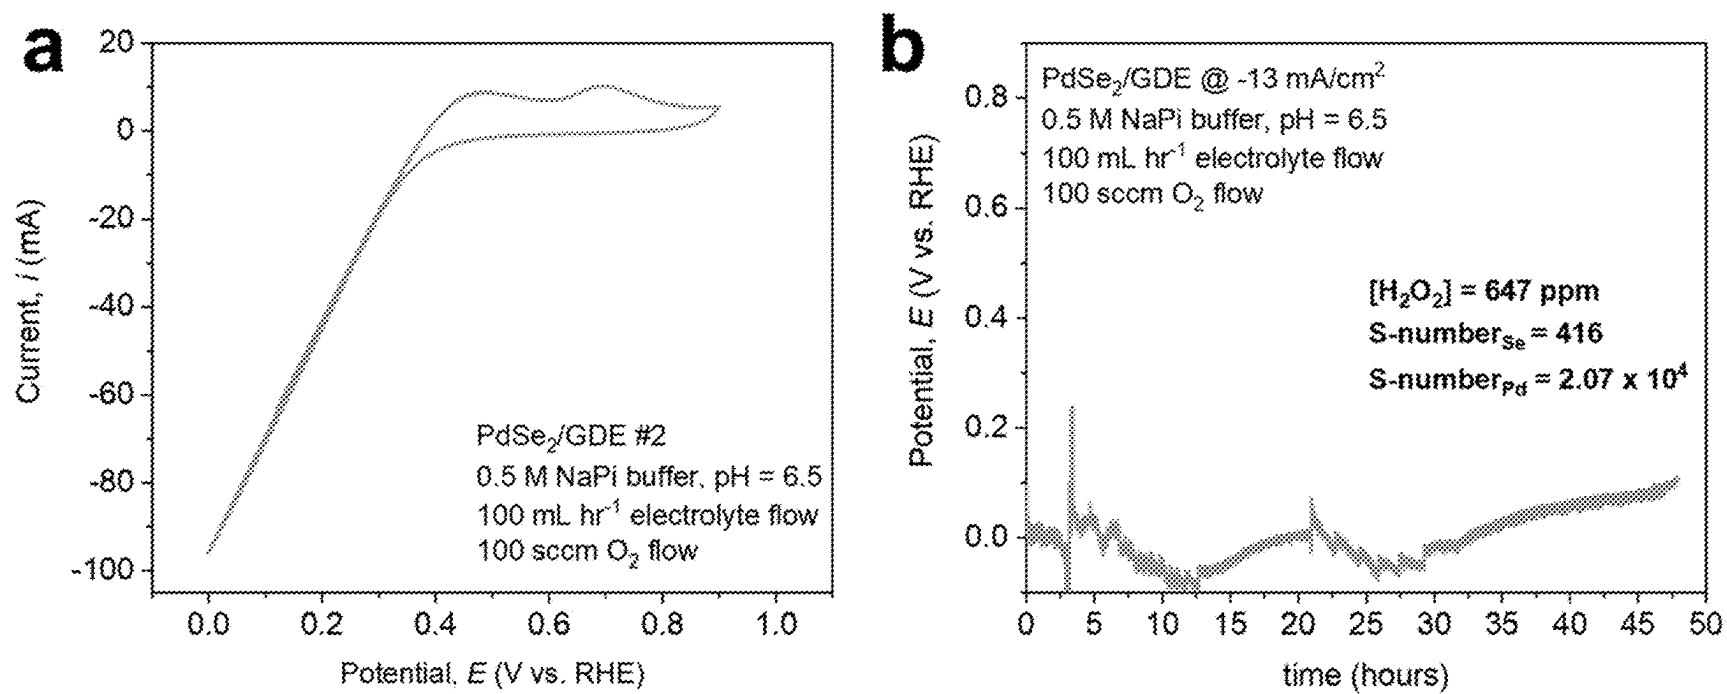 a
20
0
-20
-40
-60
-80
-100
Current, i (mA)
PdSe₂/GDE #2
0.5 M NaPi buffer, pH = 6.5
100 mL hr⁻¹ electrolyte flow
100 sccm O₂ flow
0.0 0.2 0.4 0.6 0.8 1.0
Potential, E (V vs. RHE)
b
0.8
0.6
0.4
0.2
0.0
Potential, E (V vs. RHE)
PdSe₂/GDE @ -13 mA/cm²
0.5 M NaPi buffer, pH = 6.5
100 mL hr⁻¹ electrolyte flow
100 sccm O₂ flow
[H₂O₂] = 647 ppm
S-number_Se = 416
S-number_Pd = 2.07 x 10⁴
0 5 10 15 20 25 30 35 40 45 50
time (hours)